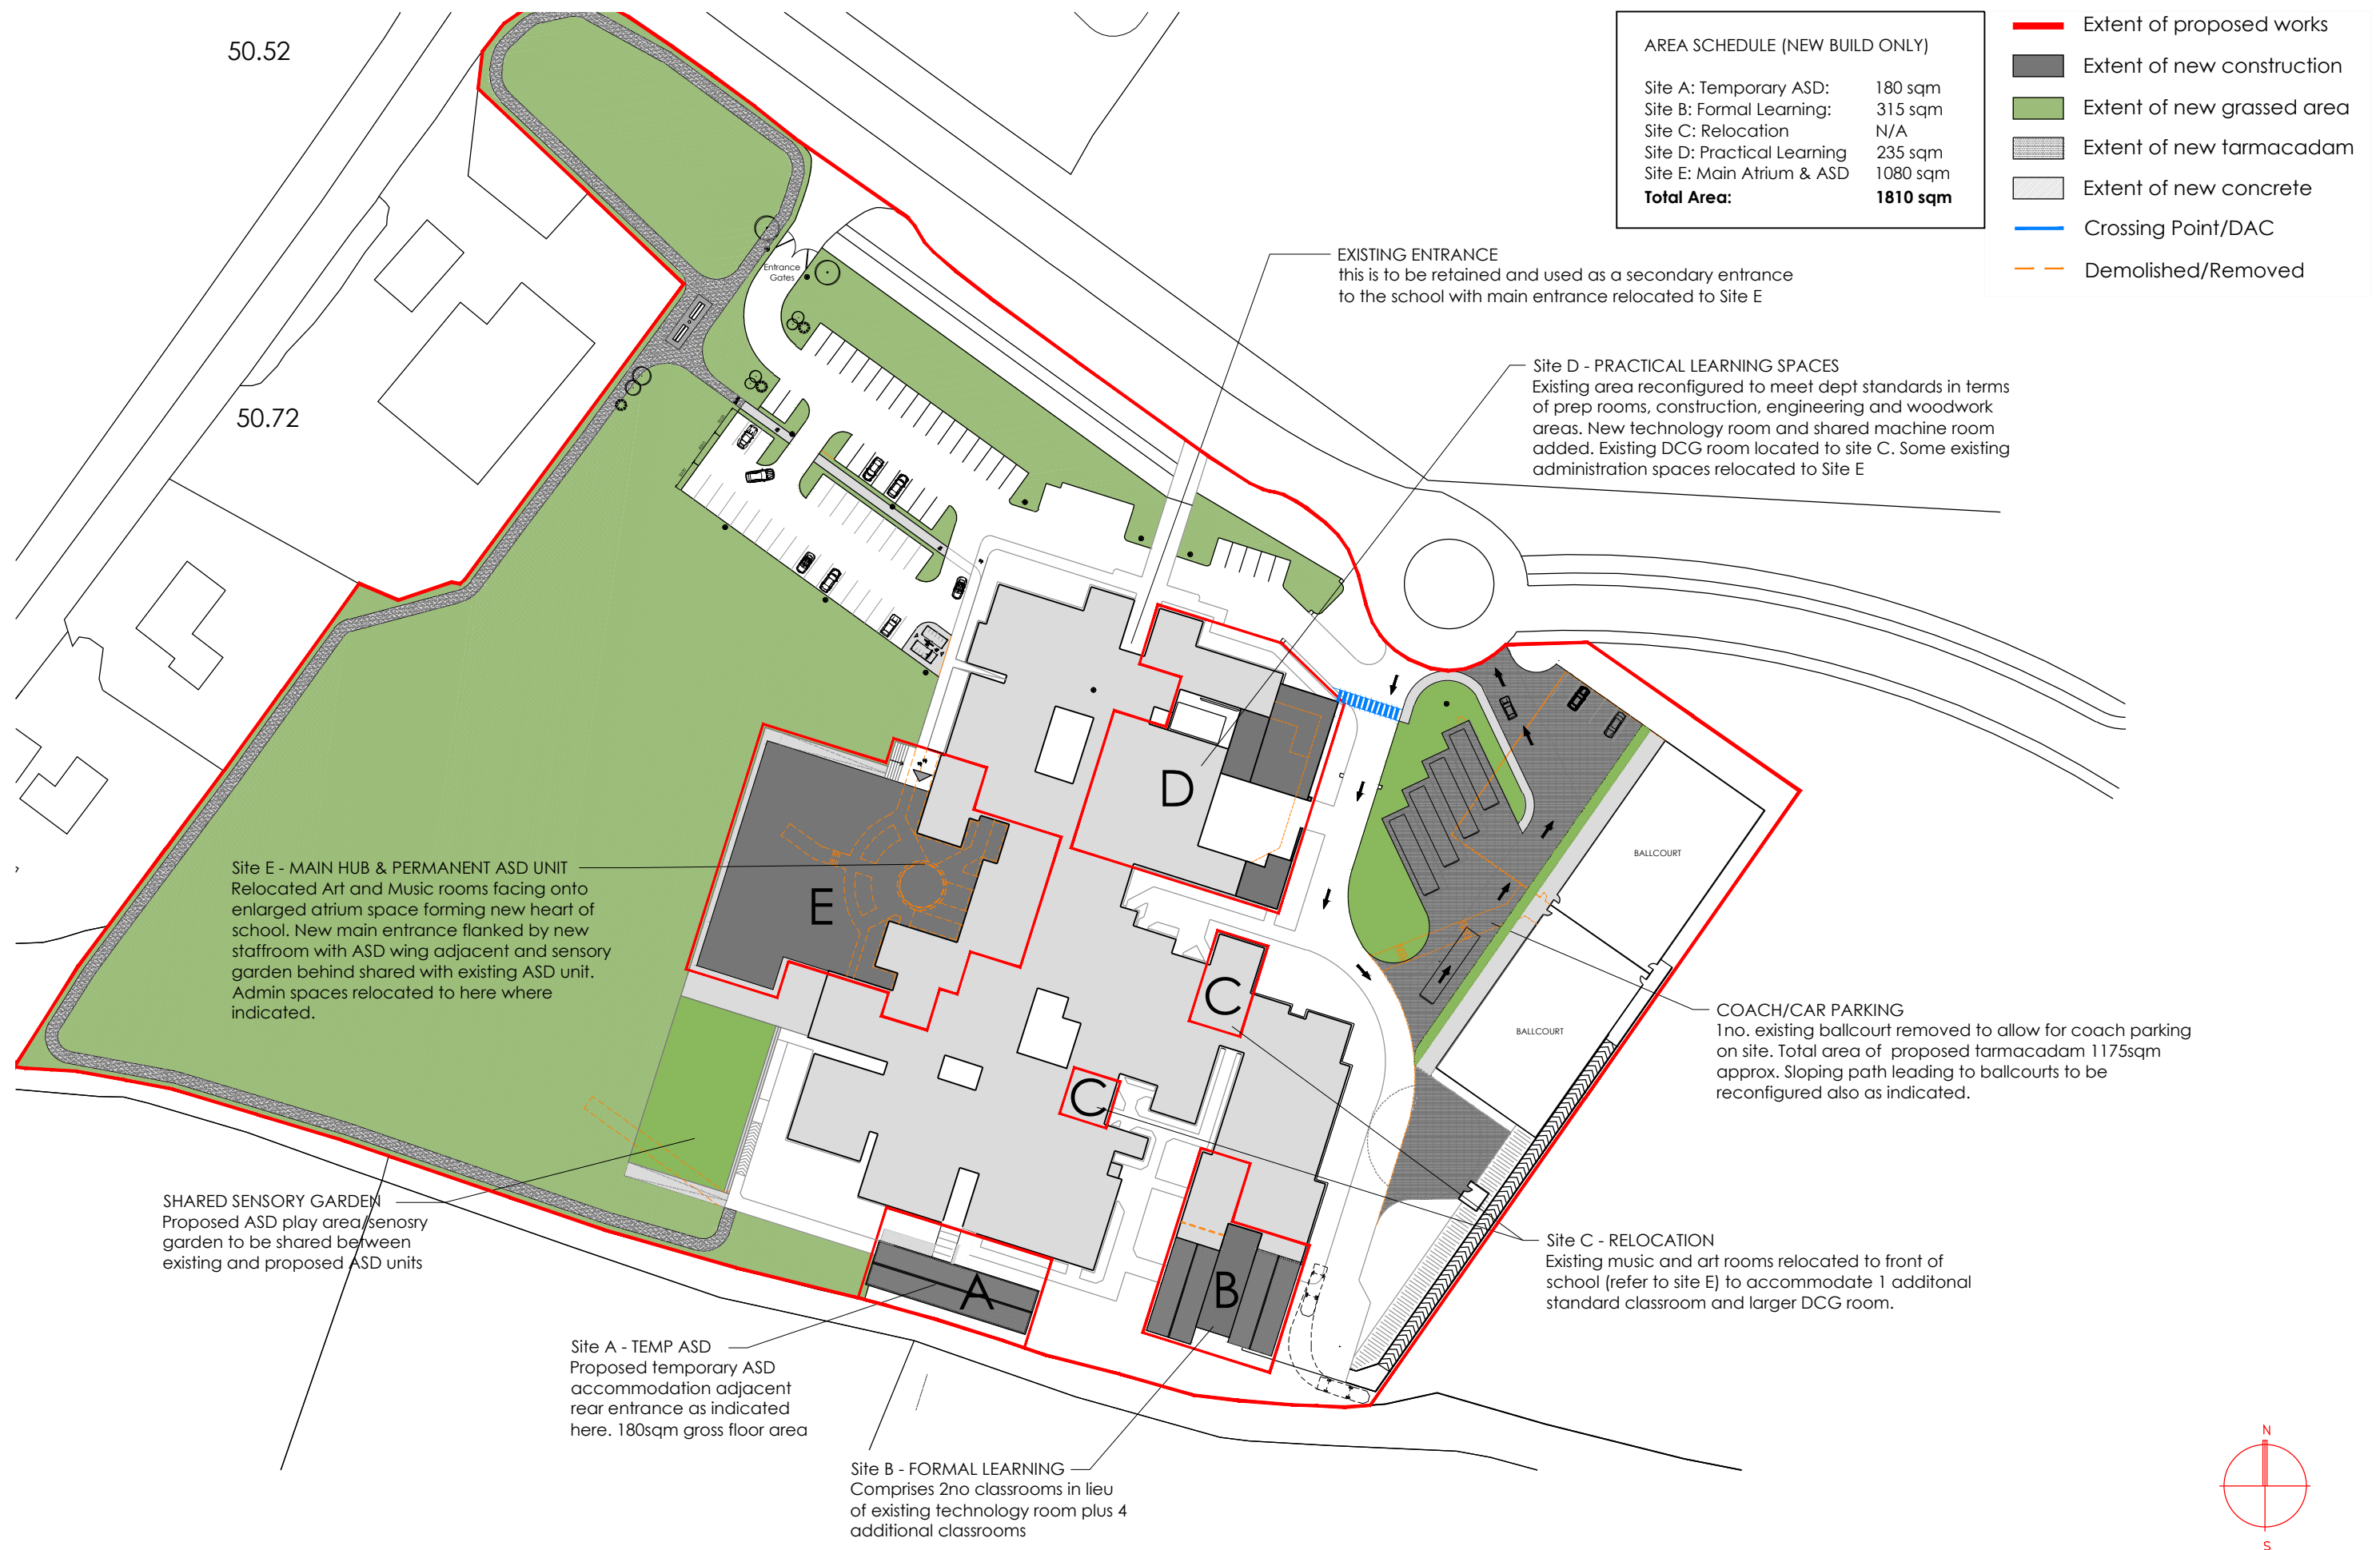 50.52
50.72
AREA SCHEDULE (NEW BUILD ONLY)
Site A: Temporary ASD: 180 sqm
Site B: Formal Learning: 315 sqm
Site C: Relocation N/A
Site D: Practical Learning 235 sqm
Site E: Main Atrium & ASD 1080 sqm
Total Area: 1810 sqm
Extent of proposed works
Extent of new construction
Extent of new grassed area
Extent of new tarmacadam
Extent of new concrete
Crossing Point/DAC
Demolished/Removed
Entrance
Gates
EXISTING ENTRANCE
this is to be retained and used as a secondary entrance
to the school with main entrance relocated to Site E
Site D - PRACTICAL LEARNING SPACES
Existing area reconfigured to meet dept standards in terms
of prep rooms, construction, engineering and woodwork
areas. New technology room and shared machine room
added. Existing DCG room located to site C. Some existing
administration spaces relocated to Site E
D
E
C
C
A
B
BALLCOURT
BALLCOURT
Site E - MAIN HUB & PERMANENT ASD UNIT
Relocated Art and Music rooms facing onto
enlarged atrium space forming new heart of
school. New main entrance flanked by new
staffroom with ASD wing adjacent and sensory
garden behind shared with existing ASD unit.
Admin spaces relocated to here where
indicated.
COACH/CAR PARKING
1no. existing ballcourt removed to allow for coach parking
on site. Total area of proposed tarmacadam 1175sqm
approx. Sloping path leading to ballcourts to be
reconfigured also as indicated.
SHARED SENSORY GARDEN
Proposed ASD play area/senosry
garden to be shared between
existing and proposed ASD units
Site C - RELOCATION
Existing music and art rooms relocated to front of
school (refer to site E) to accommodate 1 additonal
standard classroom and larger DCG room.
Site A - TEMP ASD
Proposed temporary ASD
accommodation adjacent
rear entrance as indicated
here. 180sqm gross floor area
Site B - FORMAL LEARNING
Comprises 2no classrooms in lieu
of existing technology room plus 4
additional classrooms
N
S